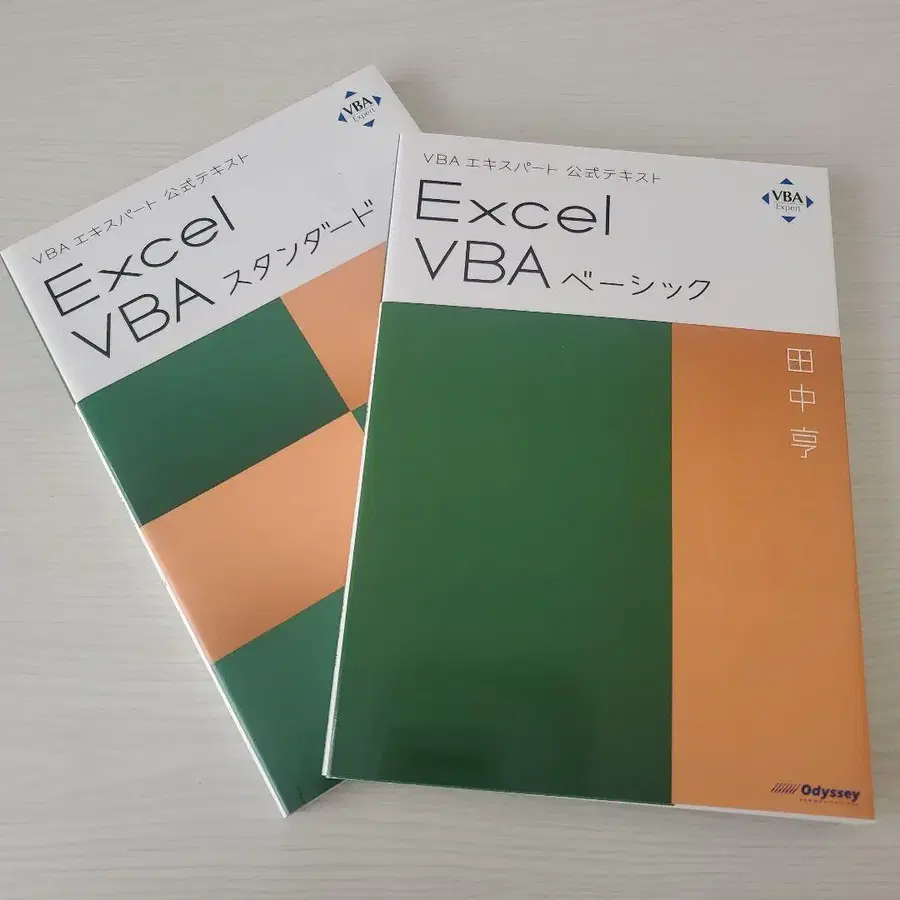 VBA エキスパート 公式テキスト
Excel
VBA スタンダード
VBA
Expert
VBA エキスパート 公式テキスト
Excel
VBA ベーシック
VBA
Expert
田中亨
Odyssey